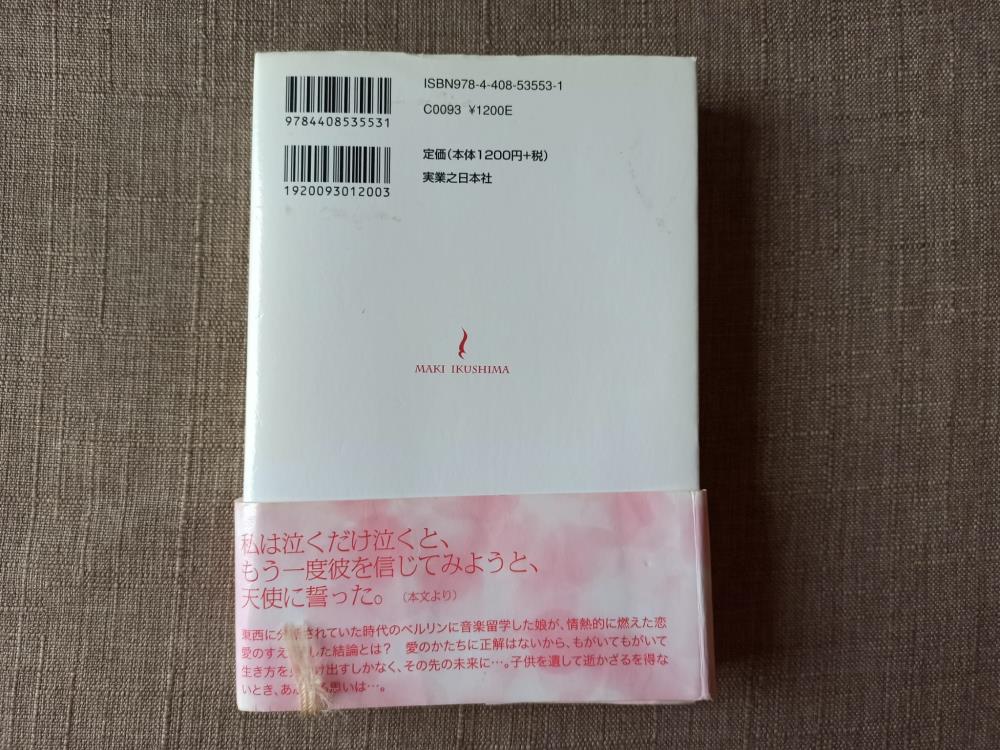 ISBN978-4-408-53553-1
9784408535531
C0093 ¥1200E
定価(本体1200円+税)
1920093012003
実業之日本社
MAKI IKUSHIMA
私は泣くだけ泣くと、
もう一度彼を信じてみようと、
天使に誓った。(本文より)
東西に分 されていた時代のベルリンに音楽留学した娘が、情熱的に燃えた恋
愛のすえ した結論とは? 愛のかたちに正解はないから、もがいてもがいて
生き方を け出すしかなく、その先の未来に…。子供を遺して逝かざるを得な
いとき、あ る思いは…。